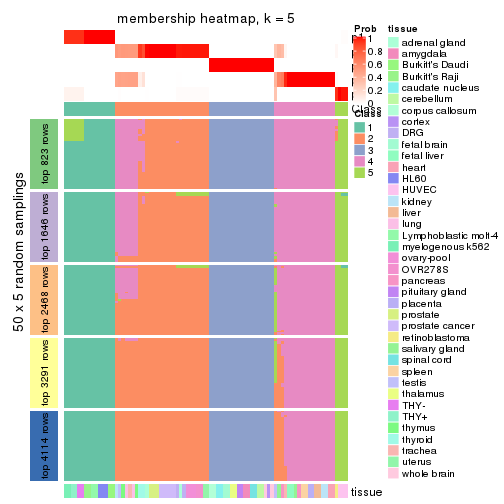 membership heatmap, k = 5
50 x 5 random samplings
top 823 rows
top 1646 rows
top 2468 rows
top 3291 rows
top 4114 rows
Prob
1
0.8
0.6
0.4
0.2
0
Class
Class
1
2
3
4
5
tissue
adrenal gland
amygdala
Burkitt's Daudi
Burkitt's Raji
caudate nucleus
cerebellum
corpus callosum
cortex
DRG
fetal brain
fetal liver
heart
HL60
HUVEC
kidney
liver
lung
Lymphoblastic molt-4
myelogenous k562
ovary-pool
OVR278S
pancreas
pituitary gland
placenta
prostate
prostate cancer
retinoblastoma
salivary gland
spinal cord
spleen
testis
thalamus
THY-
THY+
thymus
thyroid
trachea
uterus
whole brain
tissue